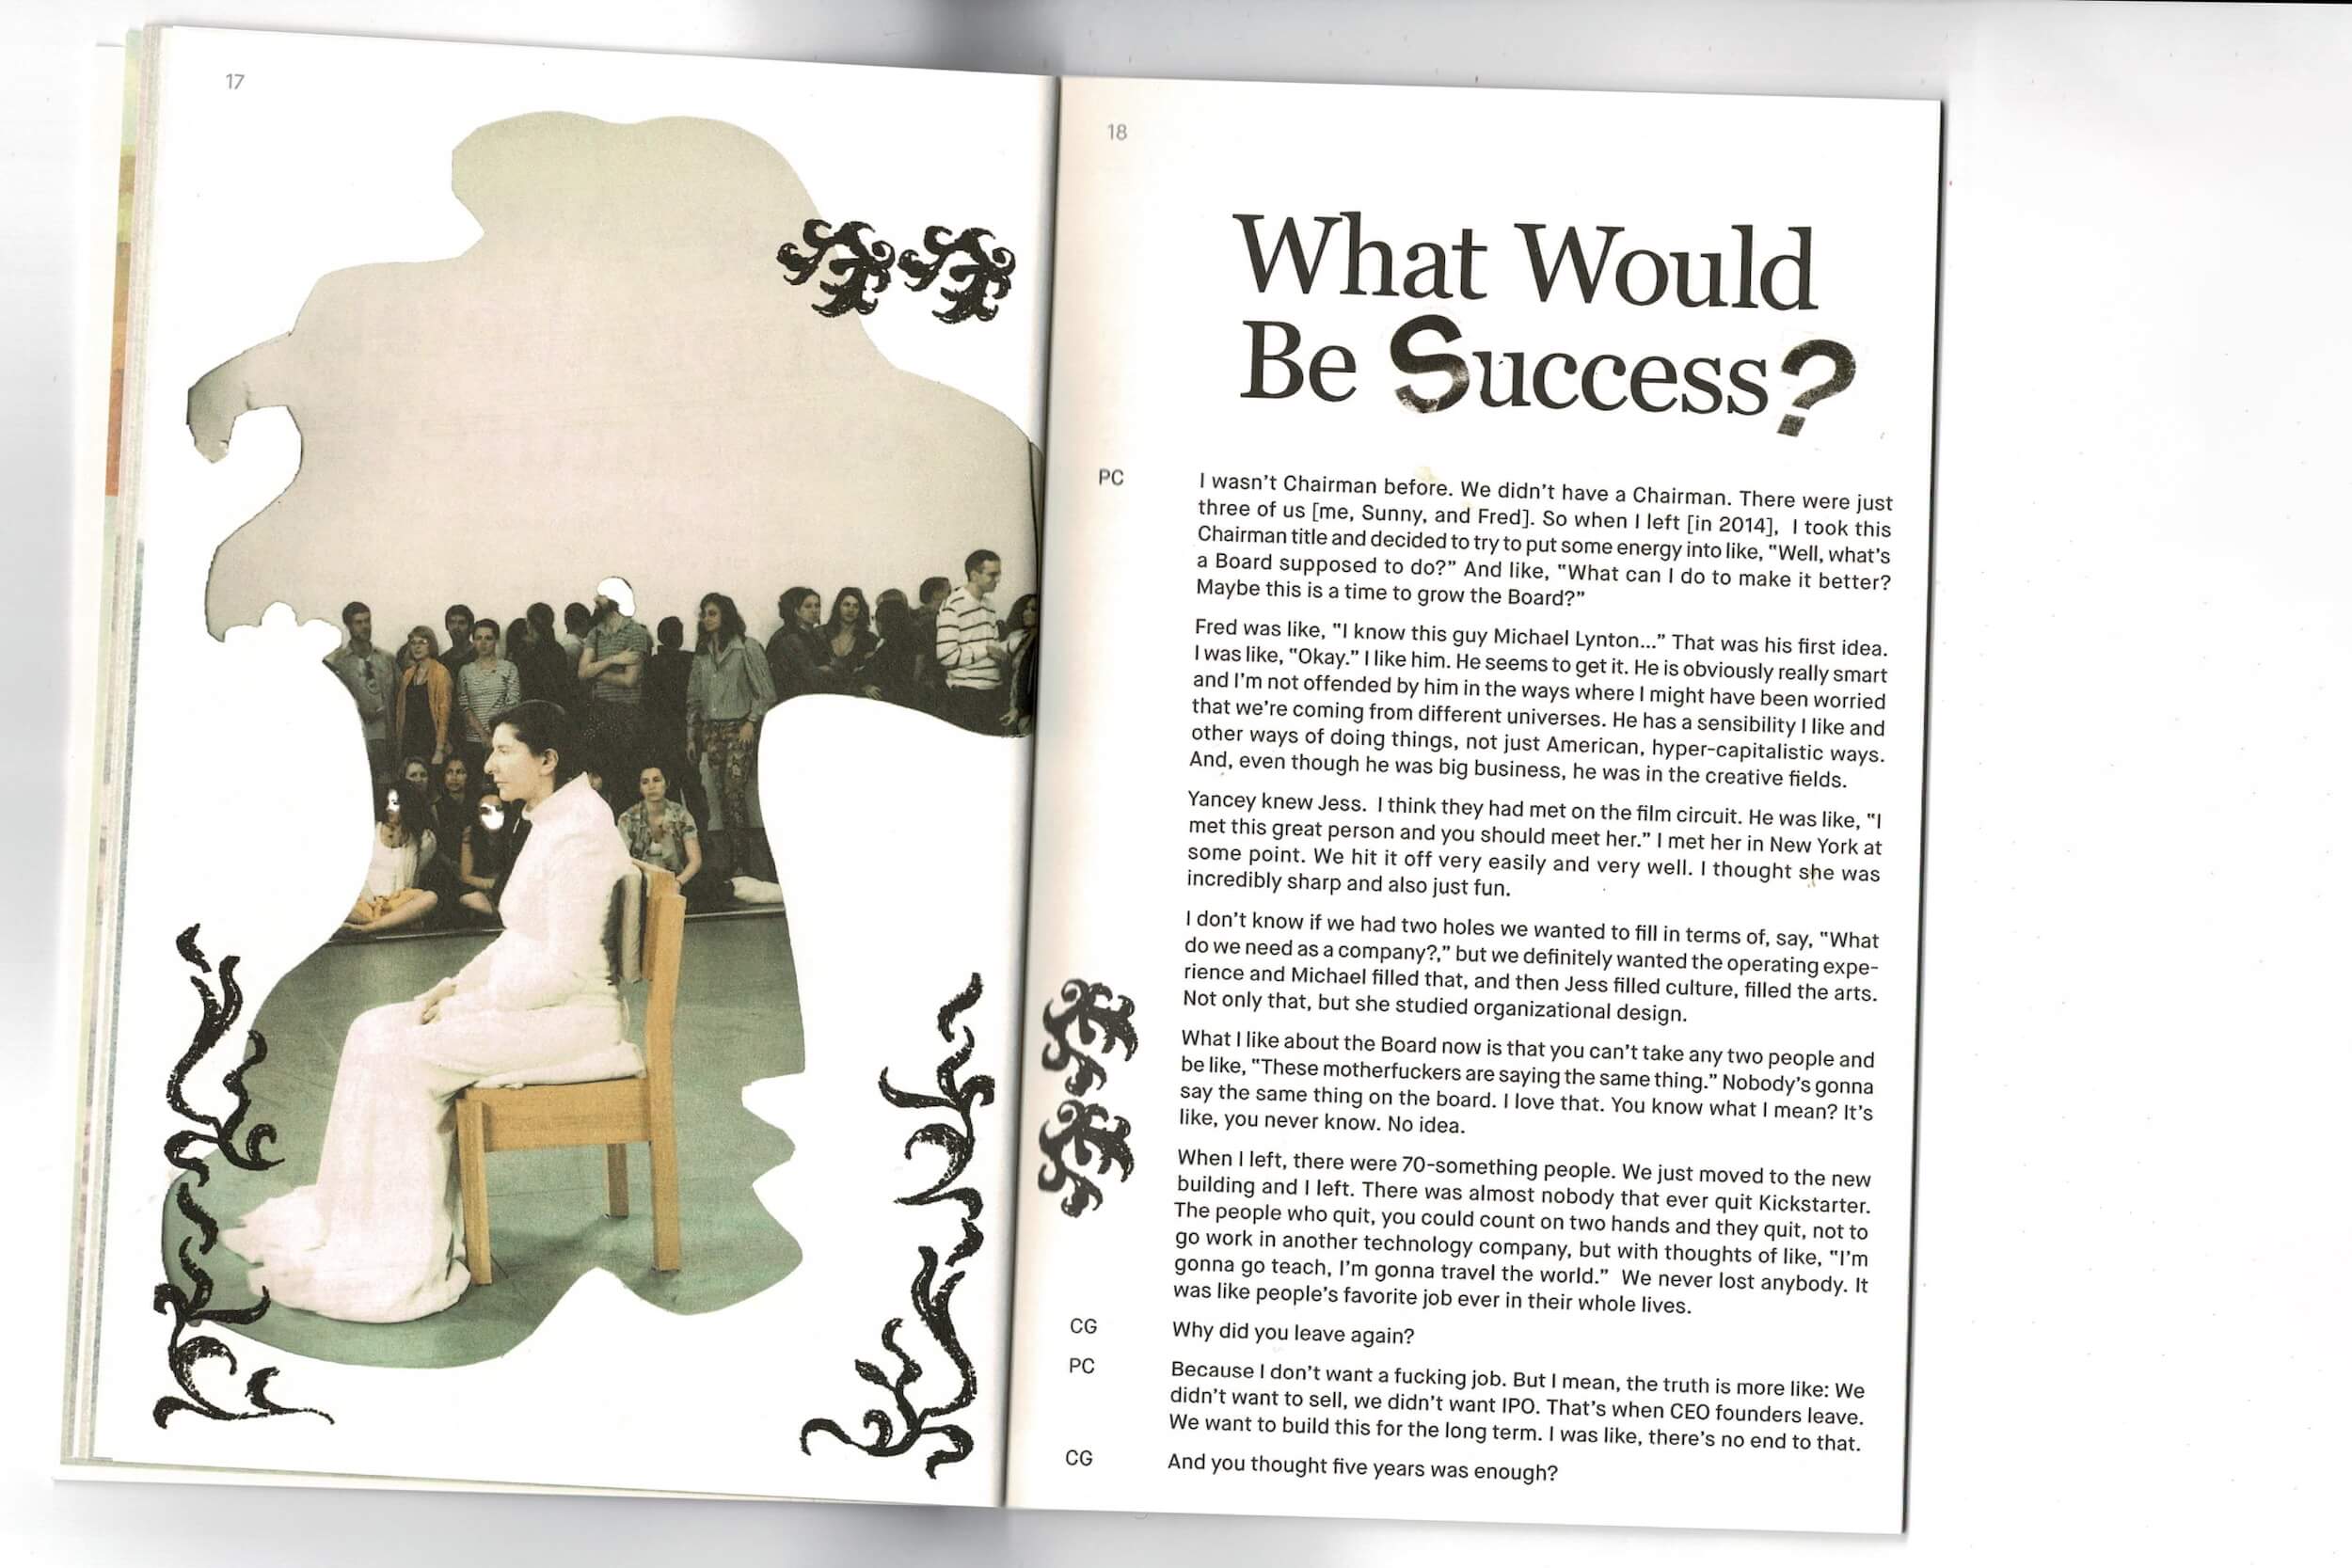 17
18
What Would
Be Success?
PC
I wasn't Chairman before. We didn't have a Chairman. There were just
three of us [me, Sunny, and Fred]. So when I left [in 2014],  I took this
Chairman title and decided to try to put some energy into like, "Well, what's
a Board supposed to do?" And like, "What can I do to make it better?
Maybe this is a time to grow the Board?"
Fred was like, "I know this guy Michael Lynton..." That was his first idea.
I was like, "Okay." I like him. He seems to get it. He is obviously really smart
and I'm not offended by him in the ways where I might have been worried
that we're coming from different universes. He has a sensibility I like and
other ways of doing things, not just American, hyper-capitalistic ways.
And, even though he was big business, he was in the creative fields.
Yancey knew Jess.  I think they had met on the film circuit. He was like, "I
met this great person and you should meet her." I met her in New York at
some point. We hit it off very easily and very well. I thought she was
incredibly sharp and also just fun.
I don't know if we had two holes we wanted to fill in terms of, say, "What
do we need as a company?," but we definitely wanted the operating expe-
rience and Michael filled that, and then Jess filled culture, filled the arts.
Not only that, but she studied organizational design.
What I like about the Board now is that you can't take any two people and
be like, "These motherfuckers are saying the same thing." Nobody's gonna
say the same thing on the board. I love that. You know what I mean? It's
like, you never know. No idea.
When I left, there were 70-something people. We just moved to the new
building and I left. There was almost nobody that ever quit Kickstarter.
The people who quit, you could count on two hands and they quit, not to
go work in another technology company, but with thoughts of like, "I'm
gonna go teach, I'm gonna travel the world."  We never lost anybody. It
was like people's favorite job ever in their whole lives.
CG
Why did you leave again?
PC
Because I don't want a fucking job. But I mean, the truth is more like: We
didn't want to sell, we didn't want IPO. That's when CEO founders leave.
We want to build this for the long term. I was like, there's no end to that.
CG
And you thought five years was enough?